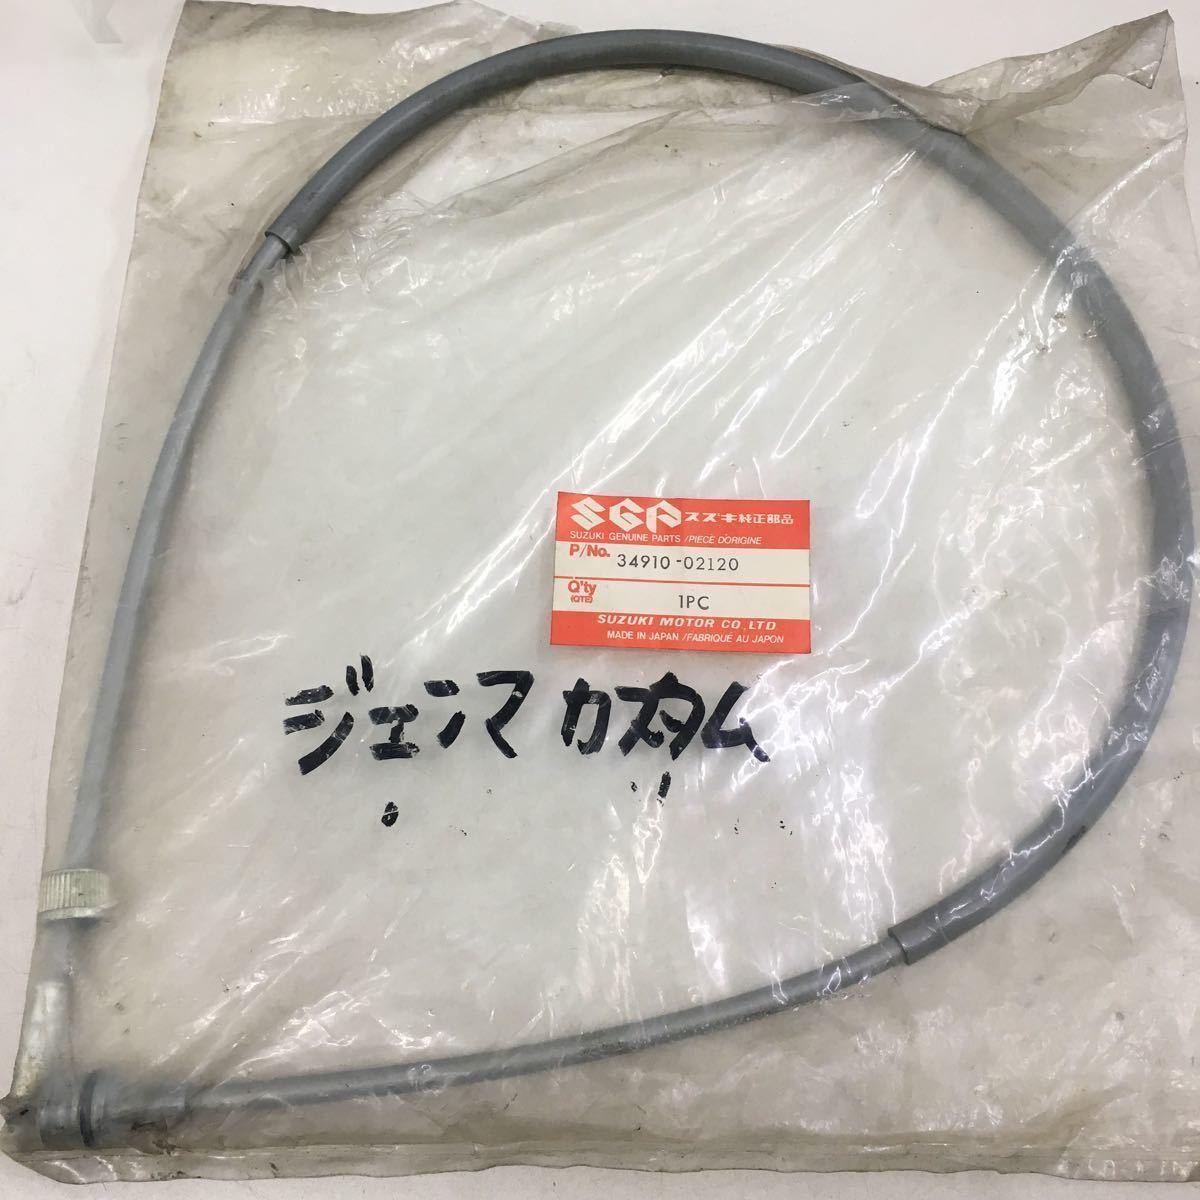 SGP スズキ純正部品
SUZUKI GENUINE PARTS /PIECE D'ORIGINE
P/No. 34910-02120
Q'ty (QTE) 1PC
SUZUKI MOTOR CO.,LTD
MADE IN JAPAN /FABRIQUÉ AU JAPON
ジェンマ カスタム